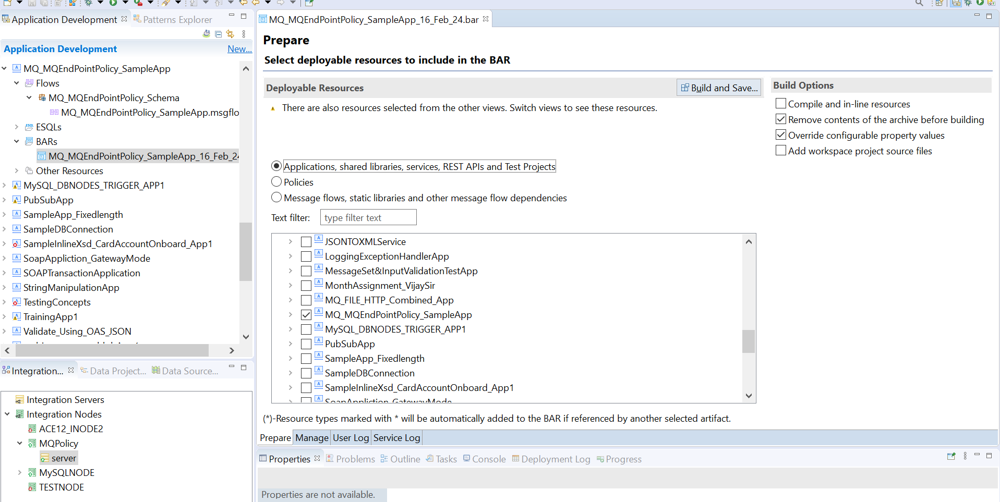 Application Development
Patterns Explorer
Application Development
New...
MQ_MQEndPointPolicy_SampleApp
Flows
MQ_MQEndPointPolicy_Schema
MQ_MQEndPointPolicy_SampleApp.msgflo
ESQLs
BARs
MQ_MQEndPointPolicy_SampleApp_16_Feb_24
Other Resources
MySQL_DBNODES_TRIGGER_APP1
PubSubApp
SampleApp_Fixedlength
SampleDBConnection
SampleInlineXsd_CardAccountOnboard_App1
SoapAppliction_GatewayMode
SOAPTransactionApplication
StringManipulationApp
TestingConcepts
TrainingApp1
Validate_Using_OAS_JSON
Integration...
Data Project...
Data Source...
Integration Servers
Integration Nodes
ACE12_INODE2
MQPolicy
server
MySQLNODE
TESTNODE
MQ_MQEndPointPolicy_SampleApp_16_Feb_24.bar
Prepare
Select deployable resources to include in the BAR
Deployable Resources
Build and Save...
There are also resources selected from the other views. Switch views to see these resources.
Applications, shared libraries, services, REST APIs and Test Projects
Policies
Message flows, static libraries and other message flow dependencies
Text filter:
type filter text
JSONTOXMLService
LoggingExceptionHandlerApp
MessageSet&InputValidationTestApp
MonthAssignment_VijaySir
MQ_FILE_HTTP_Combined_App
MQ_MQEndPointPolicy_SampleApp
MySQL_DBNODES_TRIGGER_APP1
PubSubApp
SampleApp_Fixedlength
SampleDBConnection
SampleInlineXsd_CardAccountOnboard_App1
SoapAppliction_GatewayMode
(*)-Resource types marked with * will be automatically added to the BAR if referenced by another selected artifact.
Build Options
Compile and in-line resources
Remove contents of the archive before building
Override configurable property values
Add workspace project source files
Prepare
Manage
User Log
Service Log
Properties
Problems
Outline
Tasks
Console
Deployment Log
Progress
Properties are not available.